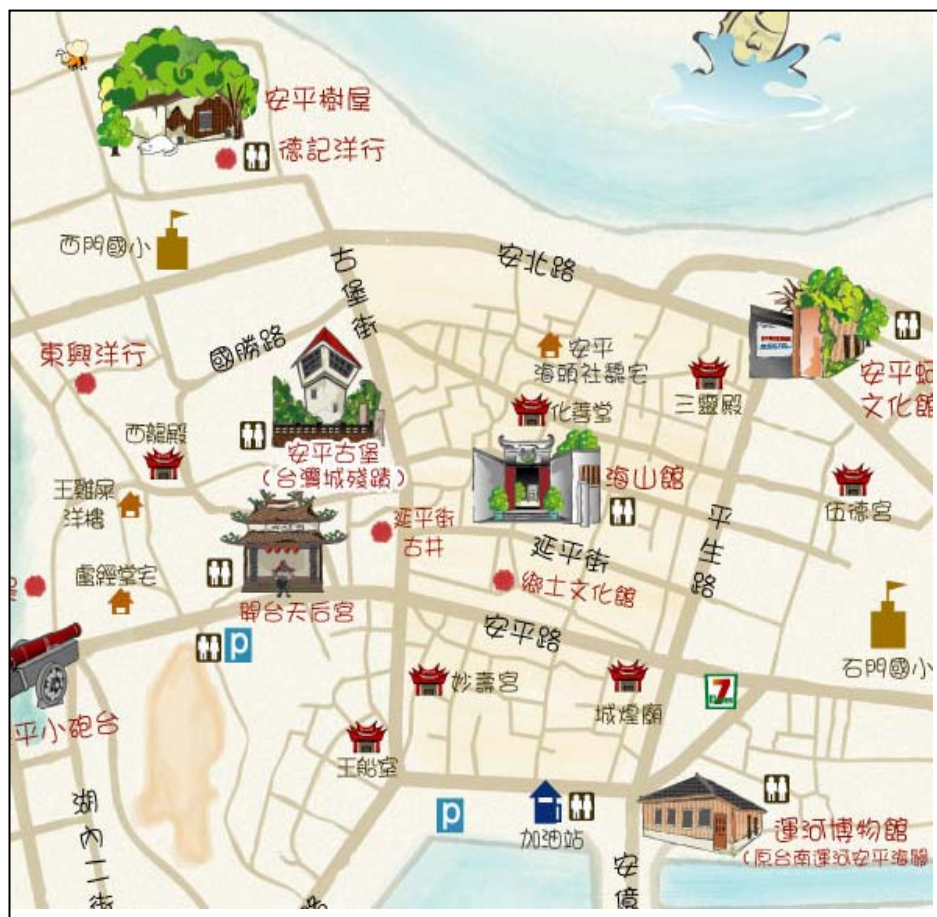 安平樹屋
德記洋行
西門國小
古堡街
安北路
國勝路
東興洋行
安平
海頭社魏宅
三靈殿
安平蚵
文化館
化善堂
西龍殿
安平古堡
(台灣城殘蹟)
海山館
王雞屎
洋樓
伍德宮
延平街
古井
延平街
平生路
盧經堂宅
開台天后宮
鄉土文化館
安平路
P
石門國小
妙壽宮
城煌廟
7
平小砲台
王船室
湖內二街
P
加油站
運河博物館
(原台南運河安平海關
安億
路